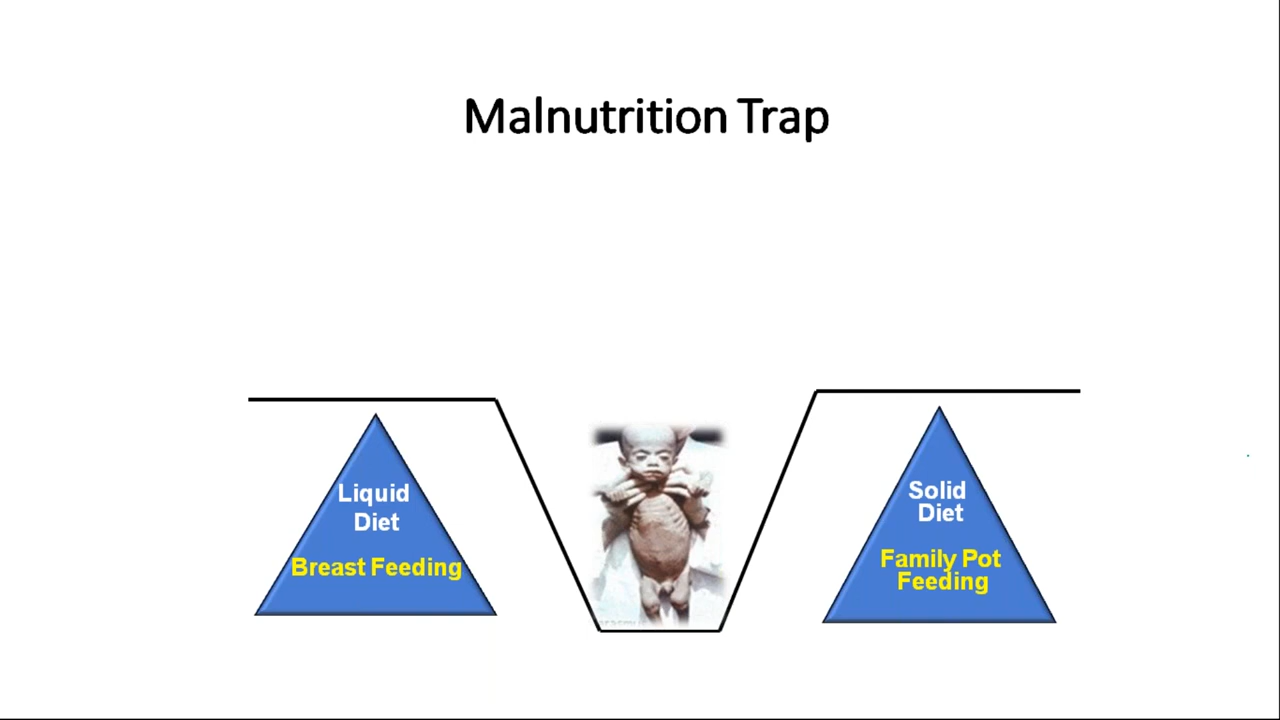 Malnutrition Trap
Liquid
Diet
Breast Feeding
Solid
Diet
Family Pot
Feeding